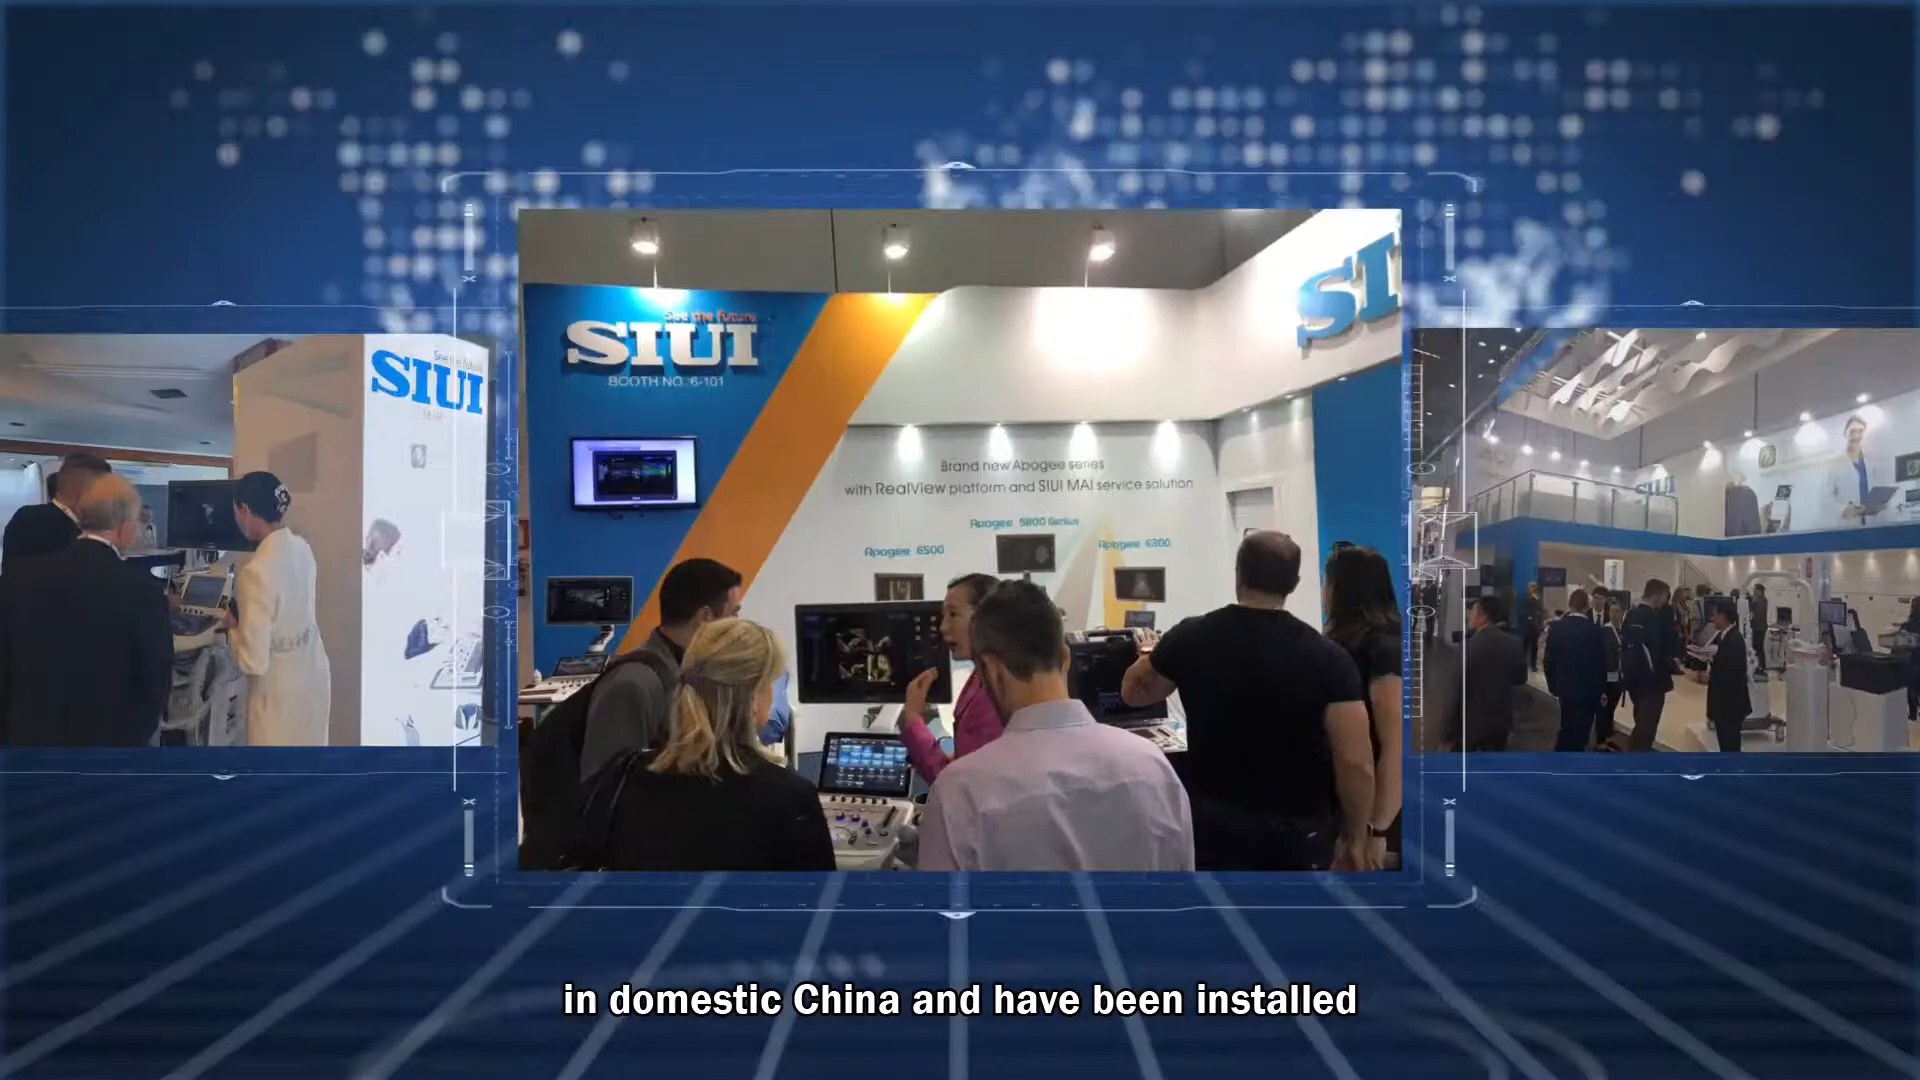 See the future
SIUI
BOOTH NO. 6-101
SI
SIUI
Brand new Apogee series
with RealView platform and SIUI MAI service solution
Apogee 5800 Genius
Apogee 6500
Apogee 6300
See the future
SIUI
in domestic China and have been installed